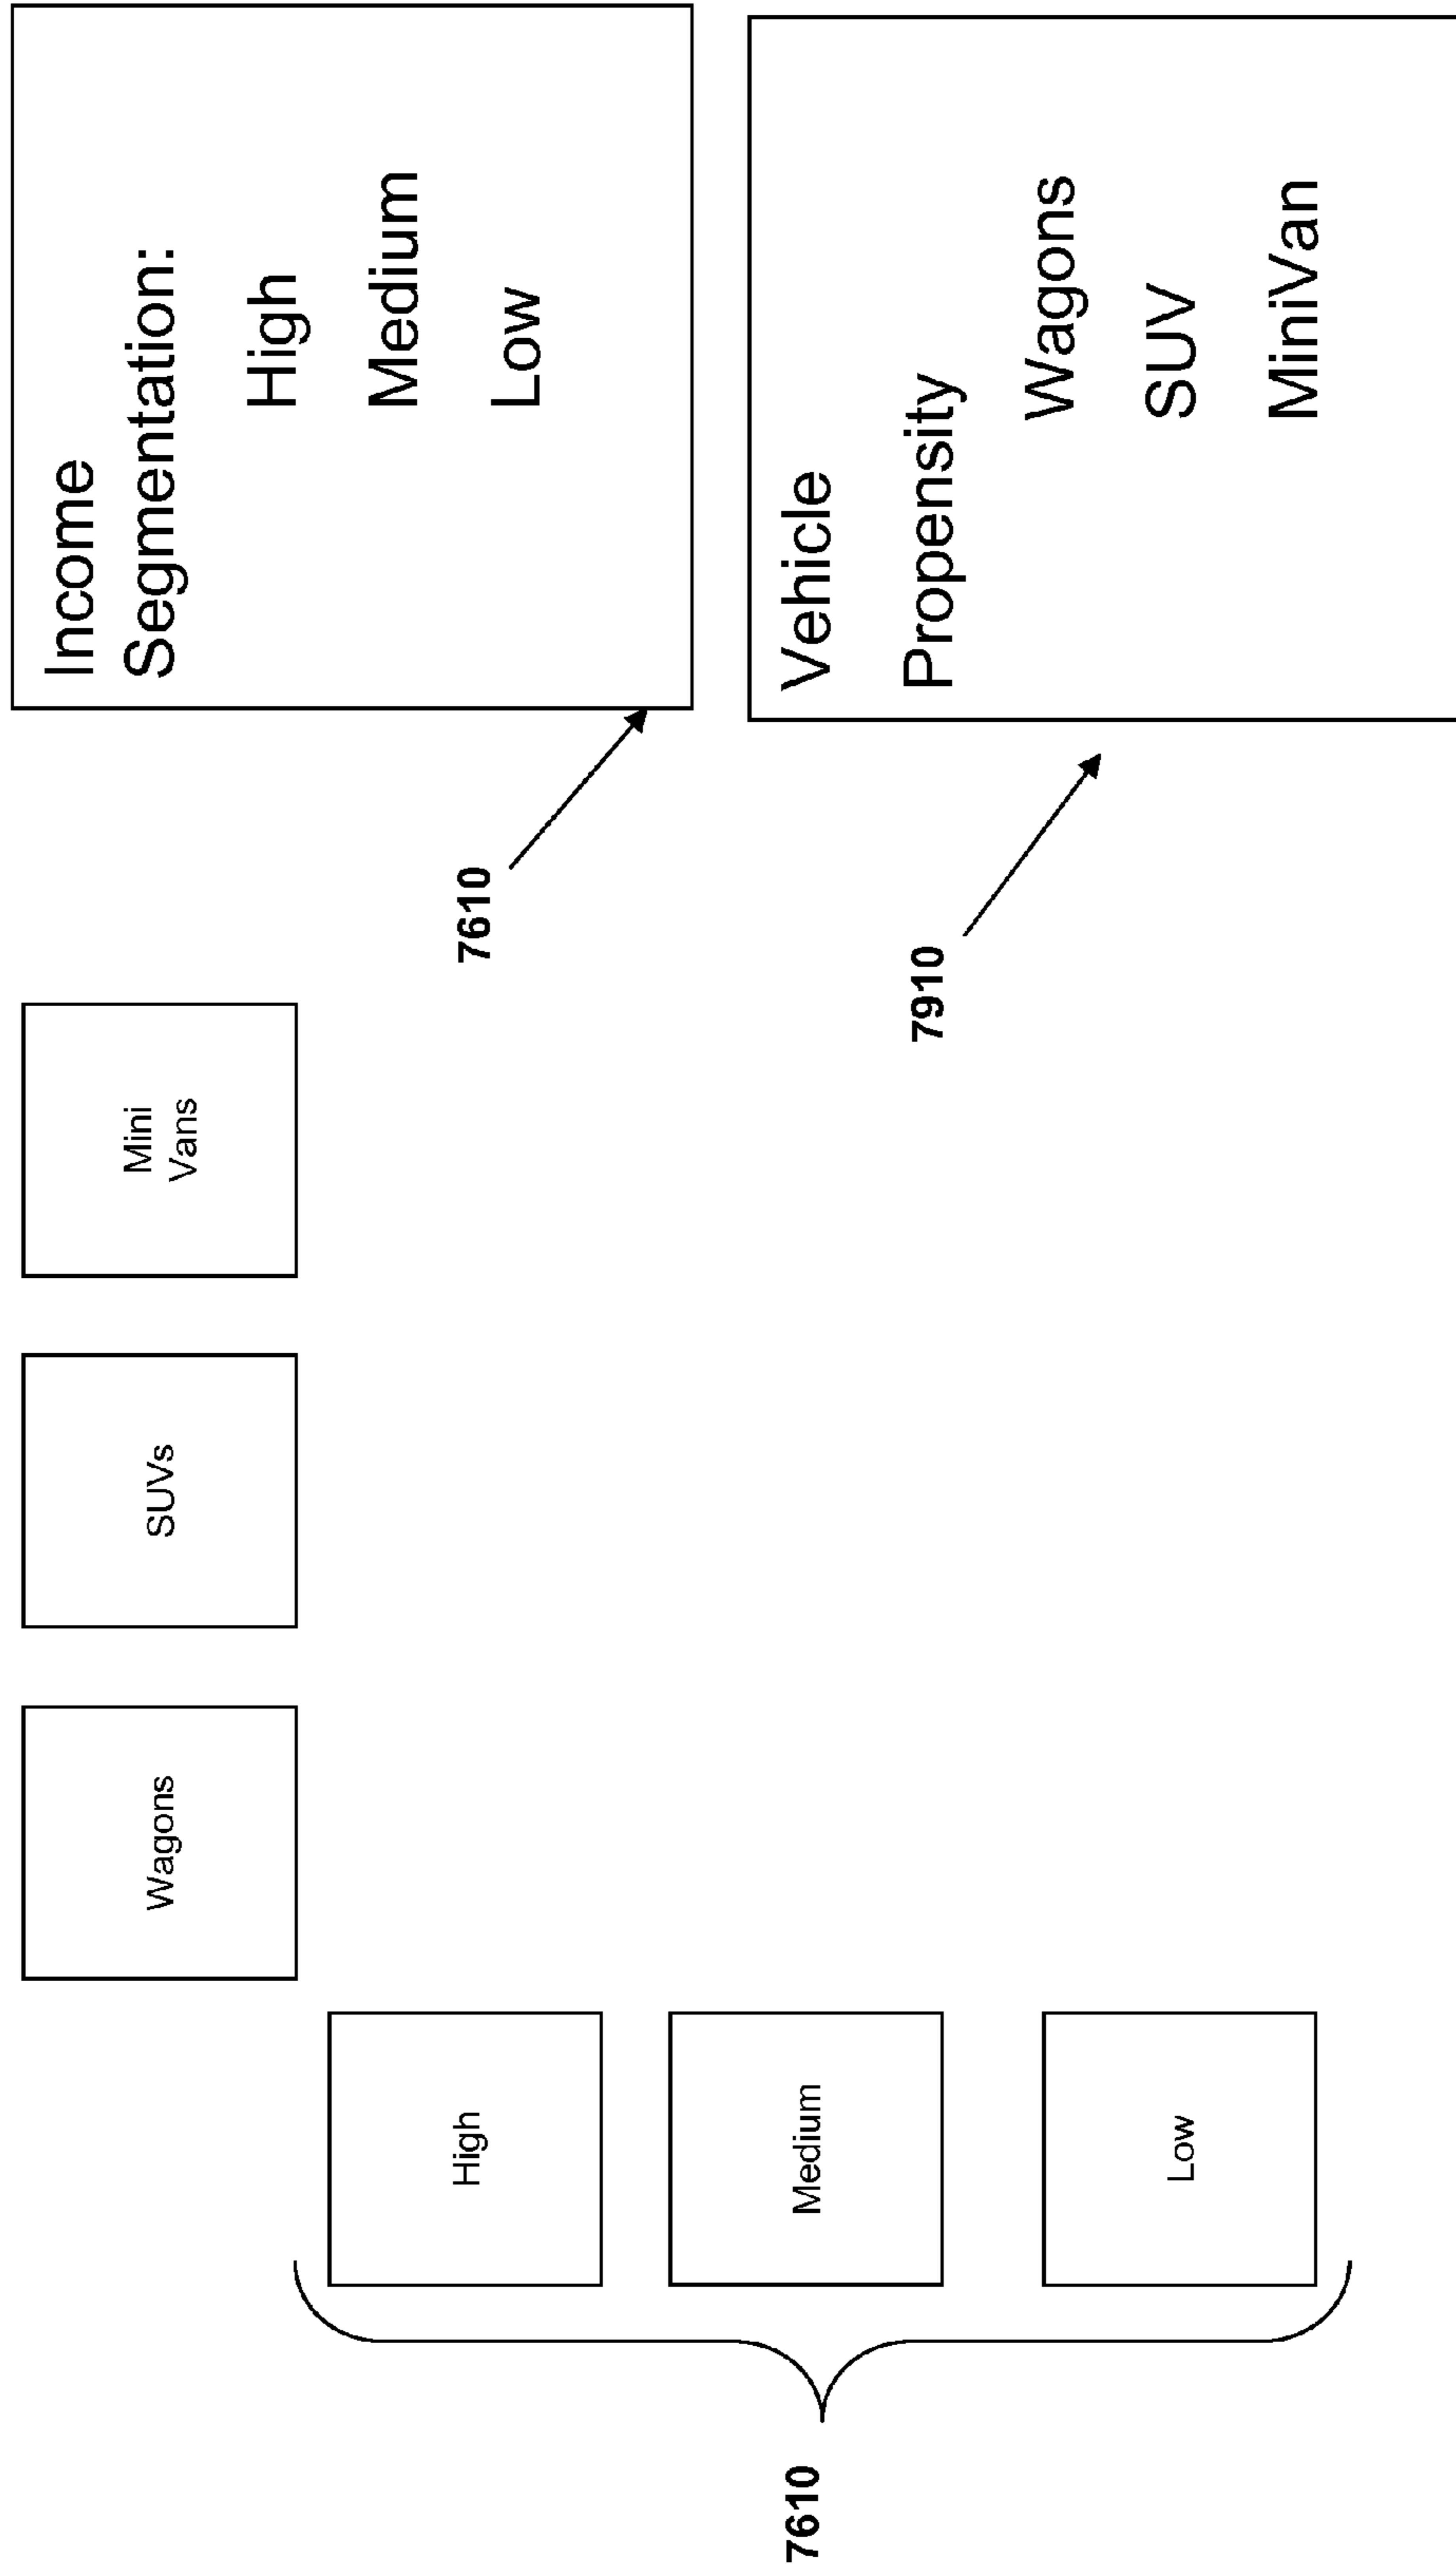 Wagons
SUVs
Mini
Vans
7610
High
Medium
Low
Income
Segmentation:
High
Medium
Low
7610
Vehicle
Propensity
Wagons
SUV
MiniVan
7910